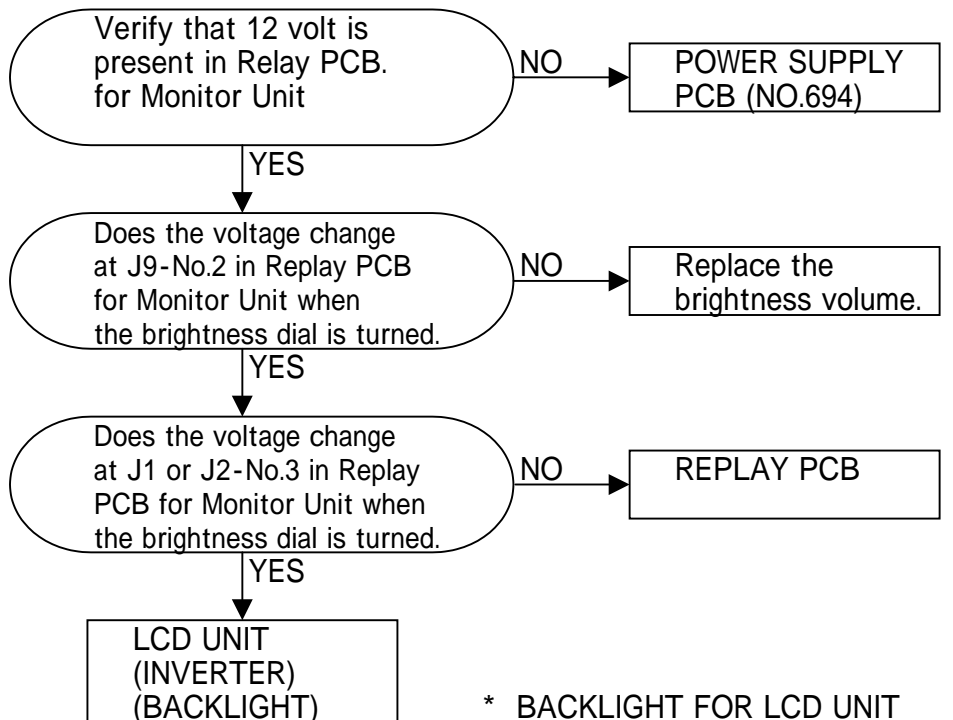 Verify that 12 volt is
present in Relay PCB.
for Monitor Unit
NO
POWER SUPPLY
PCB (NO.694)
YES
Does the voltage change
at J9-No.2 in Replay PCB
for Monitor Unit when
the brightness dial is turned.
NO
Replace the
brightness volume.
YES
Does the voltage change
at J1 or J2-No.3 in Replay
PCB for Monitor Unit when
the brightness dial is turned.
NO
REPLAY PCB
YES
LCD UNIT
(INVERTER)
(BACKLIGHT)
* BACKLIGHT FOR LCD UNIT